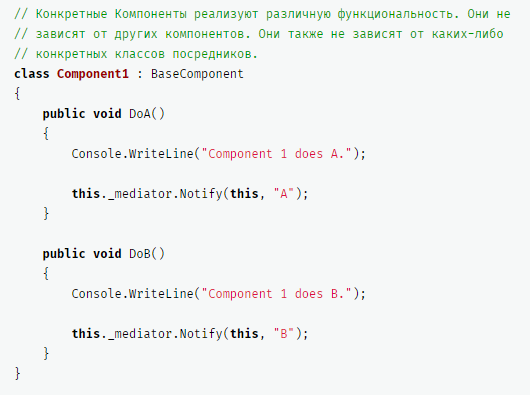 // Конкретные Компоненты реализуют различную функциональность. Они не
// зависят от других компонентов. Они также не зависят от каких-либо
// конкретных классов посредников.
class Component1 : BaseComponent
{
    public void DoA()
    {
        Console.WriteLine("Component 1 does A.");

        this._mediator.Notify(this, "A");
    }

    public void DoB()
    {
        Console.WriteLine("Component 1 does B.");

        this._mediator.Notify(this, "B");
    }
}